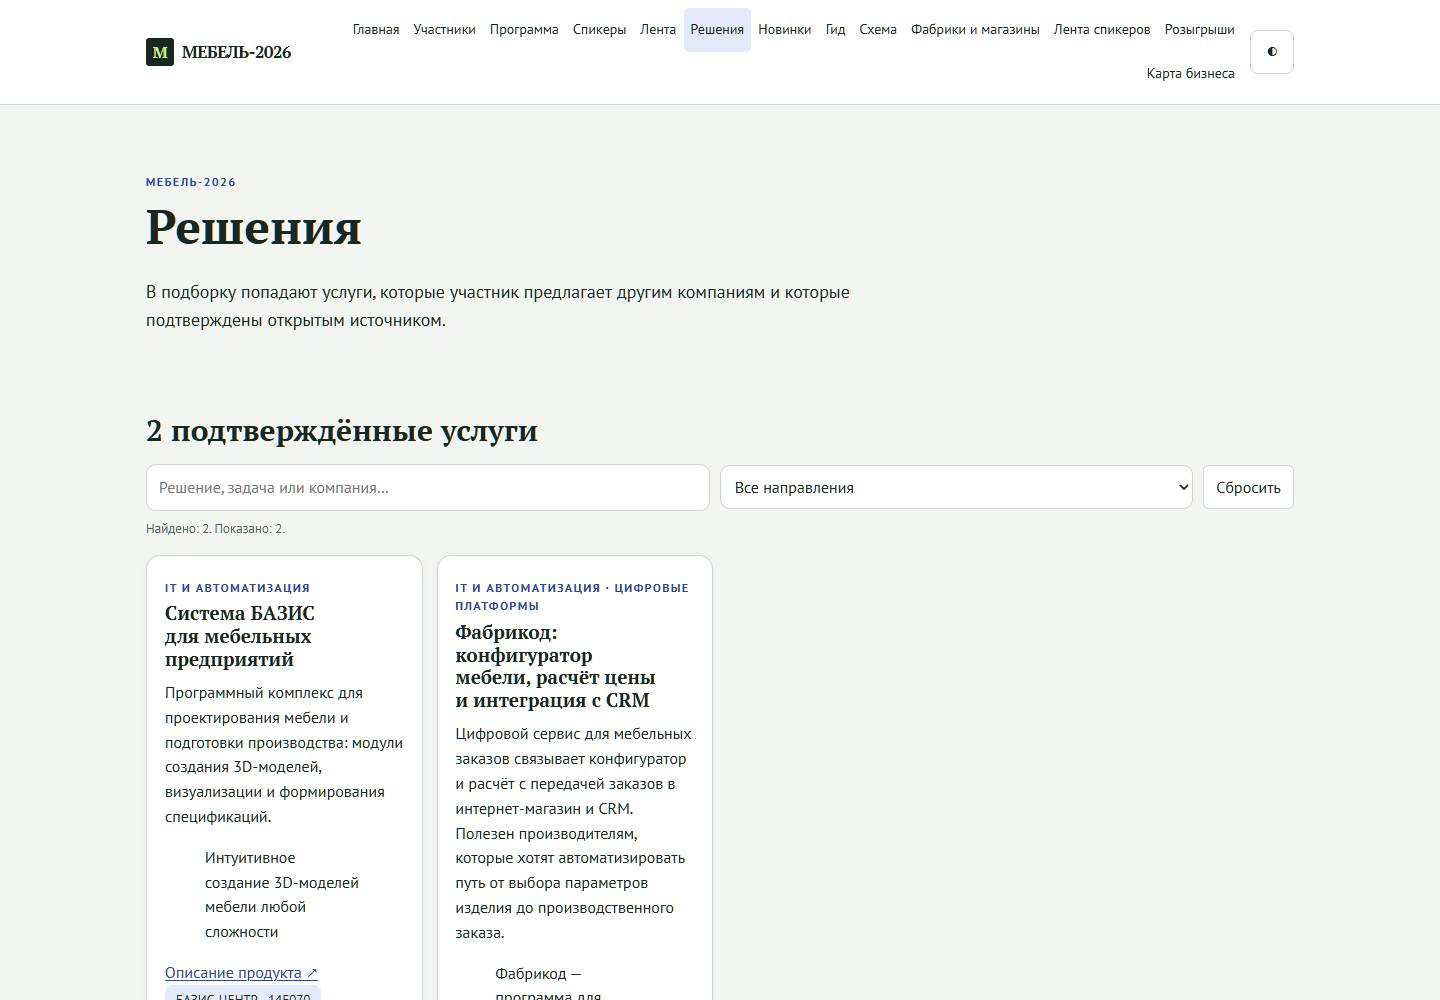 M МЕБЕЛЬ-2026
Главная Участники Программа Спикеры Лента Решения Новинки Гид Схема Фабрики и магазины Лента спикеров Розыгрыши
Карта бизнеса
МЕБЕЛЬ-2026
Решения
В подборку попадают услуги, которые участник предлагает другим компаниям и которые
подтверждены открытым источником.
2 подтверждённые услуги
Решение, задача или компания...
Все направления
Сбросить
Найдено: 2. Показано: 2.
IT И АВТОМАТИЗАЦИЯ
Система БАЗИС
для мебельных
предприятий
Программный комплекс для
проектирования мебели и
подготовки производства: модули
создания 3D-моделей,
визуализации и формирования
спецификаций.
Интуитивное
создание 3D-моделей
мебели любой
сложности
Описание продукта ↗
БАЗИС-ЦЕНТР · 14E070
IT И АВТОМАТИЗАЦИЯ · ЦИФРОВЫЕ
ПЛАТФОРМЫ
Фабрикод:
конфигуратор
мебели, расчёт цены
и интеграция с CRM
Цифровой сервис для мебельных
заказов связывает конфигуратор
и расчёт с передачей заказов в
интернет-магазин и CRM.
Полезен производителям,
которые хотят автоматизировать
путь от выбора параметров
изделия до производственного
заказа.
Фабрикод —
программа для